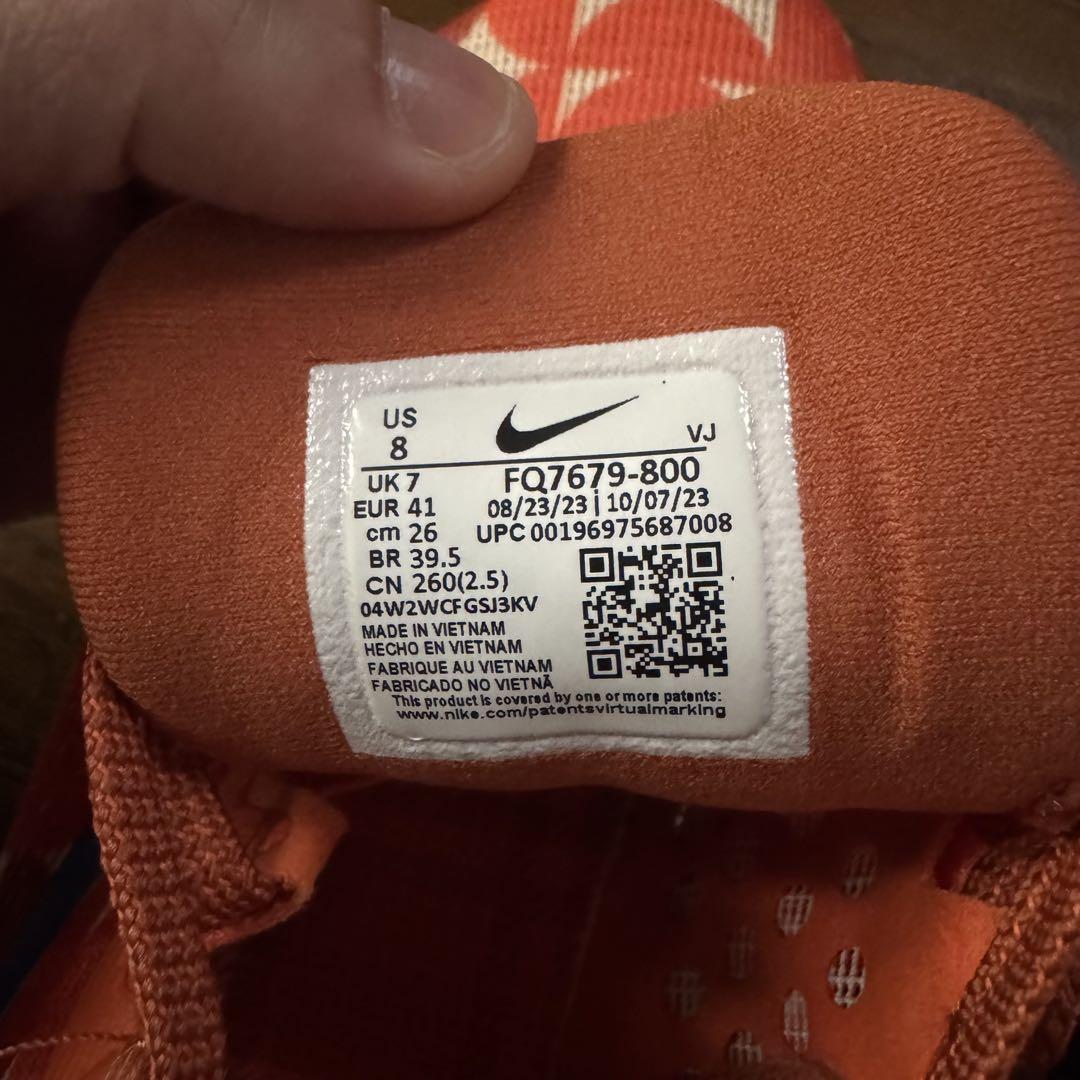 US
8
VJ
UK 7
FQ7679-800
EUR 41
08/23/23 | 10/07/23
cm 26
UPC 00196975687008
BR 39.5
CN 260(2.5)
04W2WCFGSJ3KV
MADE IN VIETNAM
HECHO EN VIETNAM
FABRIQUE AU VIETNAM
FABRICADO NO VIETNÃ
This product is covered by one or more patents:
www.nike.com/patentsvirtualmarking